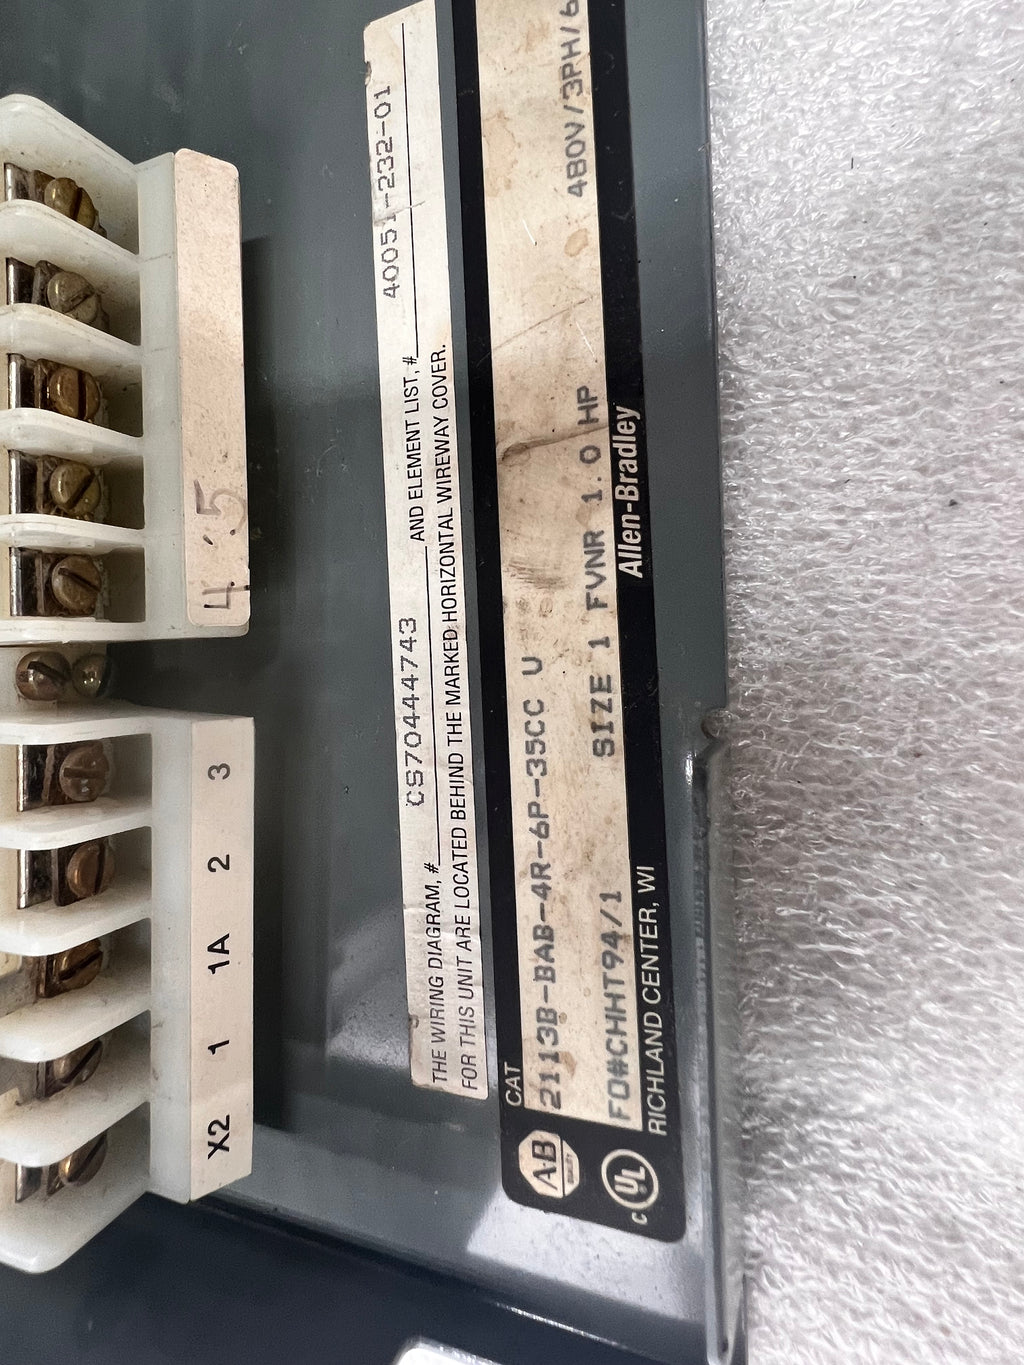 40051-232-01
CS70444743
THE WIRING DIAGRAM, # AND ELEMENT LIST, #
FOR THIS UNIT ARE LOCATED BEHIND THE MARKED HORIZONTAL WIREWAY COVER.
CAT
2113B-BAB-4R-6P-35CC U
480V/3PH/6
SIZE 1 FVNR 1.0 HP
FO#CHHT94/1
Allen-Bradley
RICHLAND CENTER, WI
AB
QUALITY
c UL
4 5
X2 1 1A 2 3